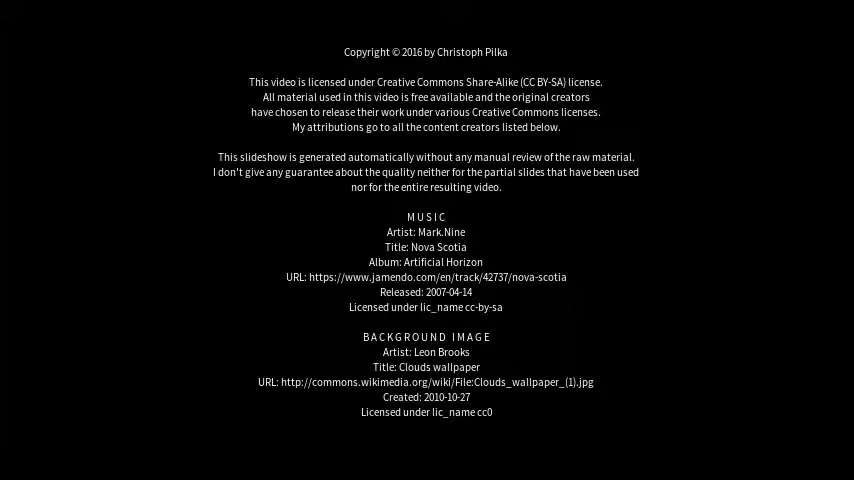 Copyright © 2016 by Christoph Pilka
This video is licensed under Creative Commons Share-Alike (CC BY-SA) license.
All material used in this video is free available and the original creators
have chosen to release their work under various Creative Commons licenses.
My attributions go to all the content creators listed below.
This slideshow is generated automatically without any manual review of the raw material.
I don't give any guarantee about the quality neither for the partial slides that have been used
nor for the entire resulting video.
MUSIC
Artist: Mark.Nine
Title: Nova Scotia
Album: Artificial Horizon
URL: https://www.jamendo.com/en/track/42737/nova-scotia
Released: 2007-04-14
Licensed under lic_name cc-by-sa
BACKGROUND IMAGE
Artist: Leon Brooks
Title: Clouds wallpaper
URL: http://commons.wikimedia.org/wiki/File:Clouds_wallpaper_(1).jpg
Created: 2010-10-27
Licensed under lic_name cc0